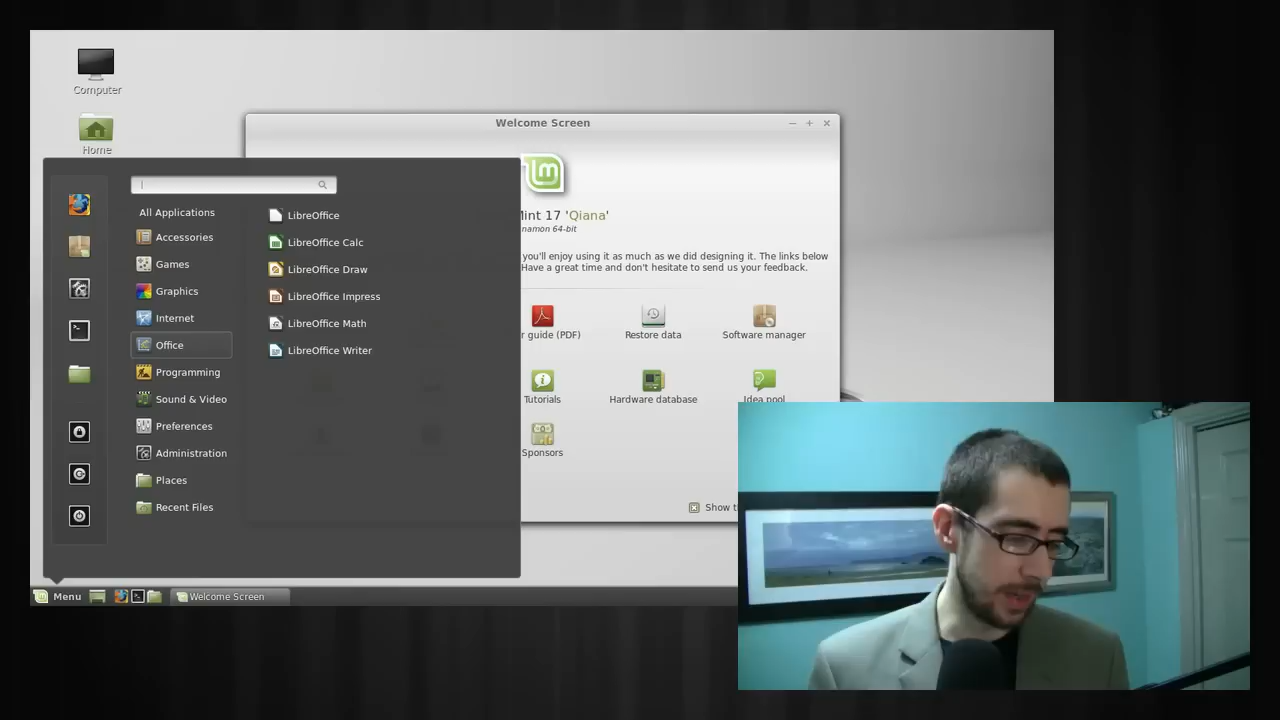 Computer
Home
Welcome Screen
lm
Mint 17 'Qiana'
namon 64-bit
you'll enjoy using it as much as we did designing it. The links below
Have a great time and don't hesitate to send us your feedback.
r guide (PDF)
Restore data
Software manager
Tutorials
Hardware database
Idea pool
Sponsors
Show
All Applications
Accessories
Games
Graphics
Internet
Office
Programming
Sound & Video
Preferences
Administration
Places
Recent Files
LibreOffice
LibreOffice Calc
LibreOffice Draw
LibreOffice Impress
LibreOffice Math
LibreOffice Writer
Menu
Welcome Screen